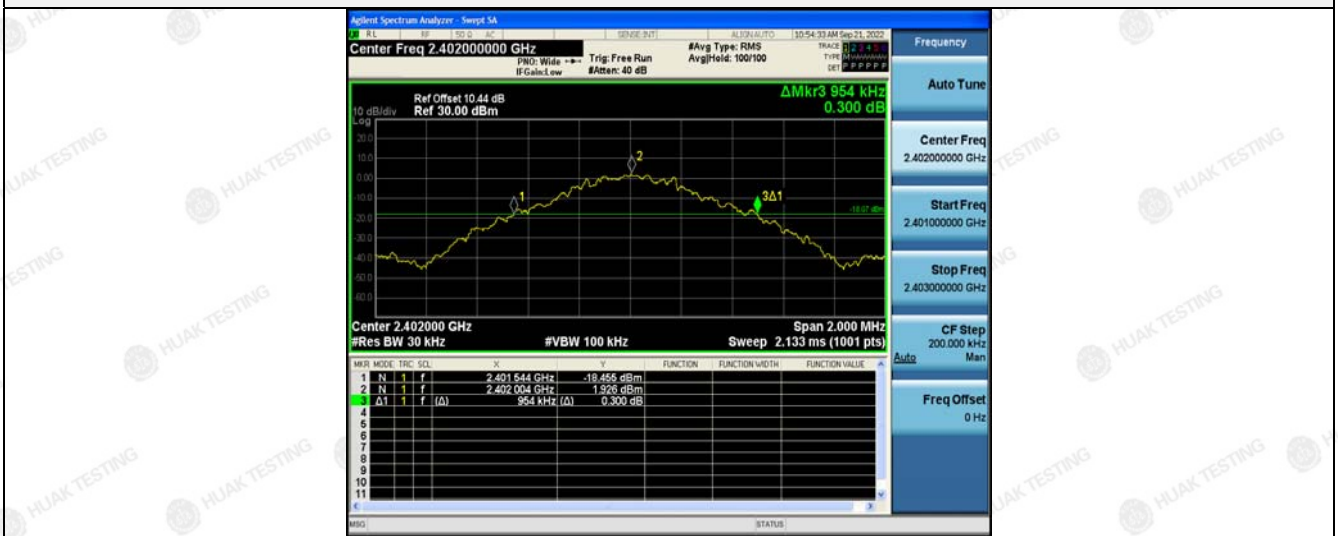 Agilent Spectrum Analyzer - Swept SA
RL RF 50 Ω AC SENSE:INT ALIGNAUTO 10:54:33 AM Sep 21, 2022
Center Freq 2.402000000 GHz
PNO: Wide
IFGain:Low
Trig: Free Run
#Atten: 40 dB
#Avg Type: RMS
Avg|Hold: 100/100
TRACE 1 2 3 4 5 6
TYPE
DET P P P P P P
Ref Offset 10.44 dB
10 dB/div Ref 30.00 dBm
Log
ΔMkr3 954 kHz
0.300 dB
20.0
10.0
0.00
-10.0
-20.0
-30.0
-40.0
-50.0
-60.0
1
2
3Δ1
-18.07 dBm
Center 2.402000 GHz Span 2.000 MHz
#Res BW 30 kHz #VBW 100 kHz Sweep 2.133 ms (1001 pts)
MKR MODE TRC SCL X Y FUNCTION FUNCTION WIDTH FUNCTION VALUE
1 N 1 f 2.401 544 GHz -18.455 dBm
2 N 1 f 2.402 004 GHz 1.926 dBm
3 Δ1 1 f (Δ) 954 kHz (Δ) 0.300 dB
4
5
6
7
8
9
10
11
MSG STATUS
Frequency
Auto Tune
Center Freq
2.402000000 GHz
Start Freq
2.401000000 GHz
Stop Freq
2.403000000 GHz
CF Step
200.000 kHz
Auto Man
Freq Offset
0 Hz
HUAK TESTING
HUAK TESTING
HUAK TESTING
HUAK TESTING
HUAK TESTING
HUAK TESTING
HUAK TESTING
HUAK TESTING